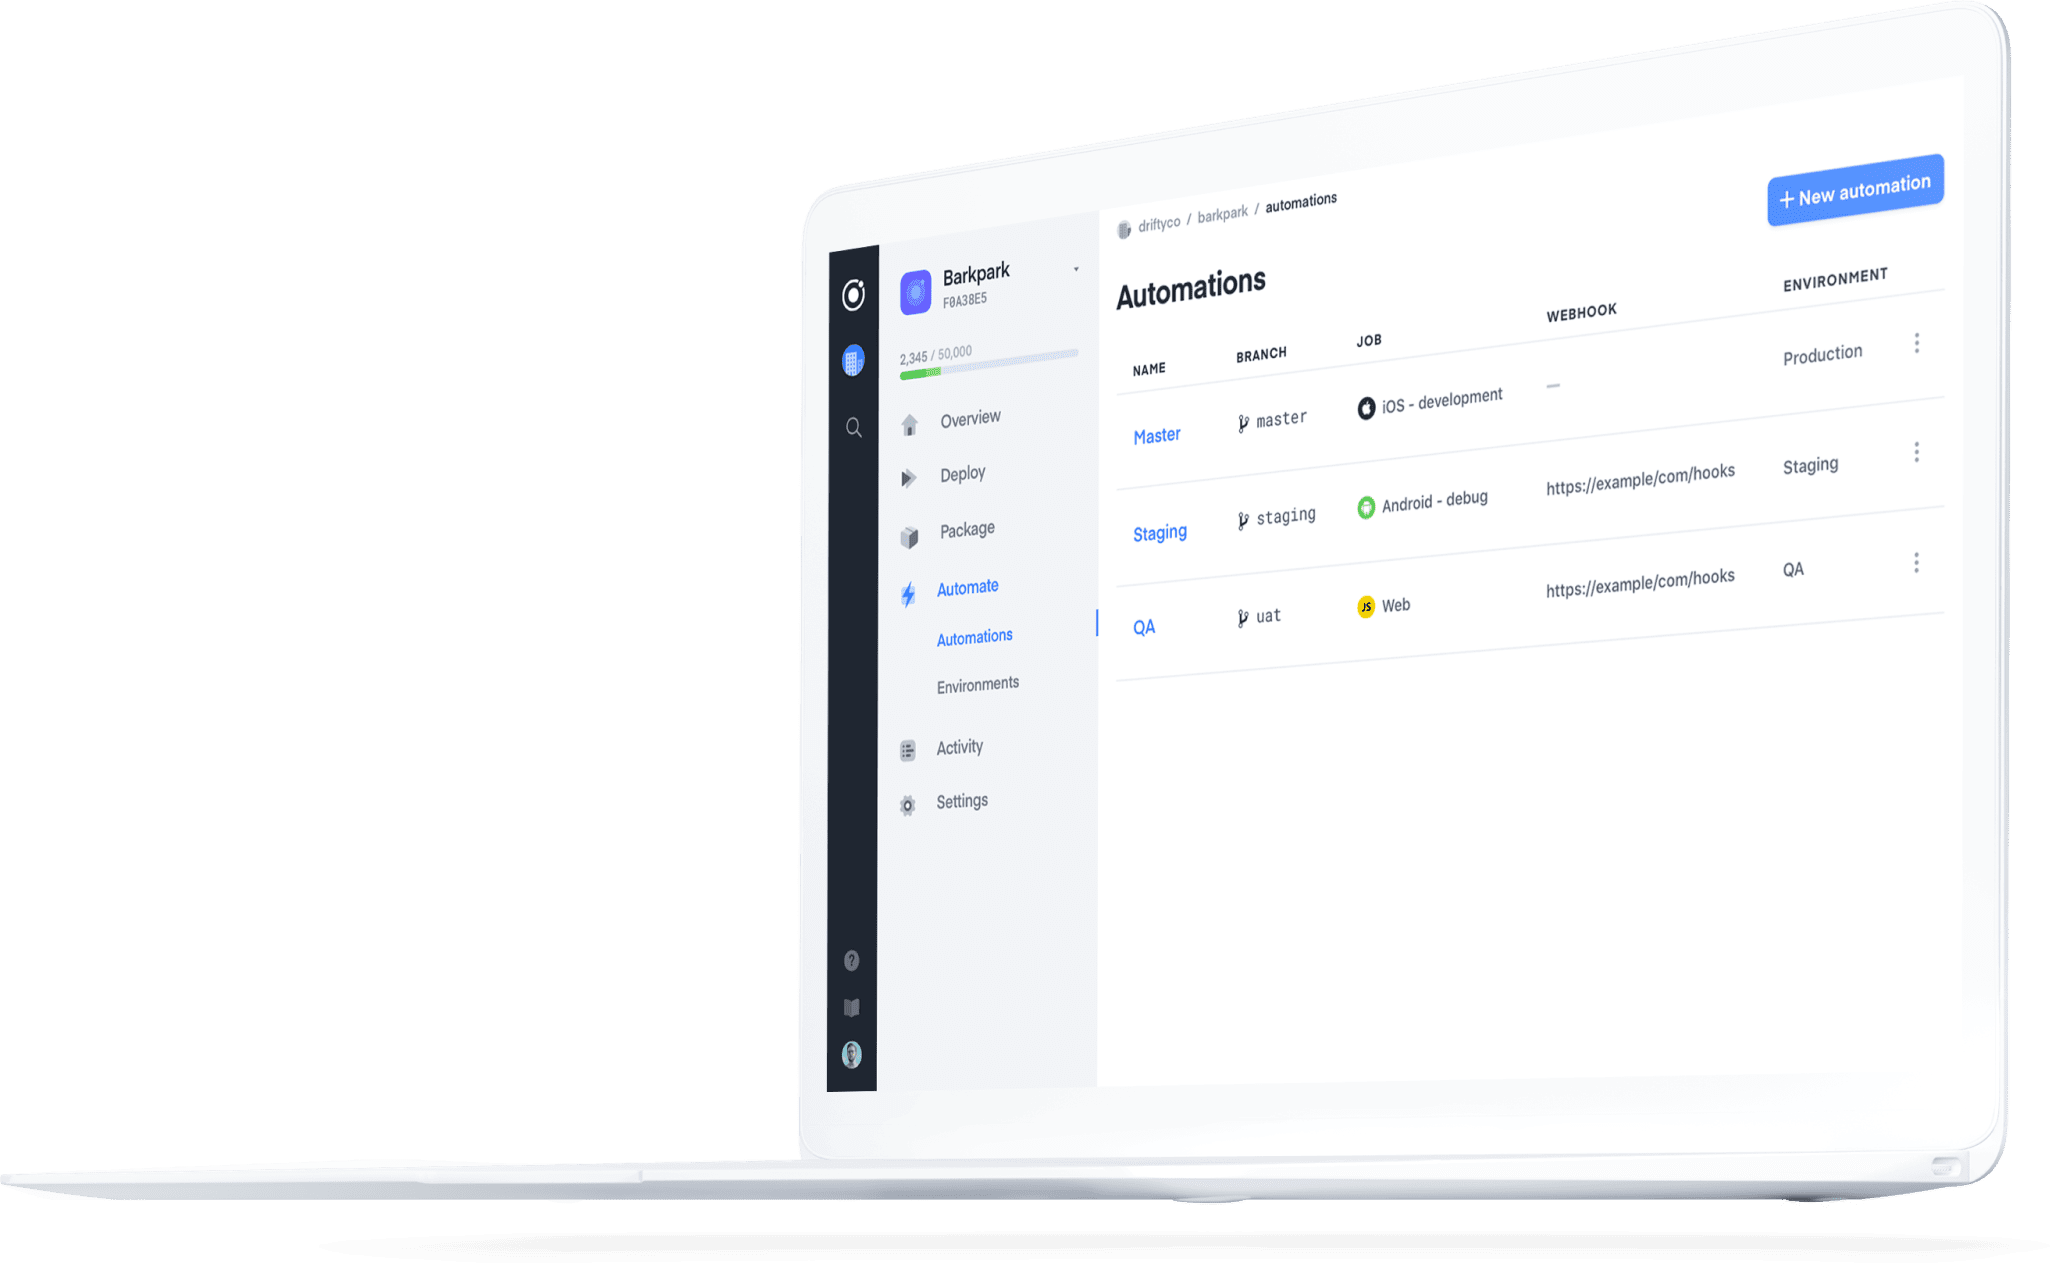 driftyco / barkpark / automations
+ New automation
Barkpark
F0A38E5
2,345 / 50,000
Overview
Deploy
Package
Automate
Automations
Environments
Activity
Settings
?
Automations
NAME BRANCH JOB WEBHOOK ENVIRONMENT
Master master iOS - development — Production
Staging staging Android - debug https://example/com/hooks Staging
QA uat JS Web https://example/com/hooks QA